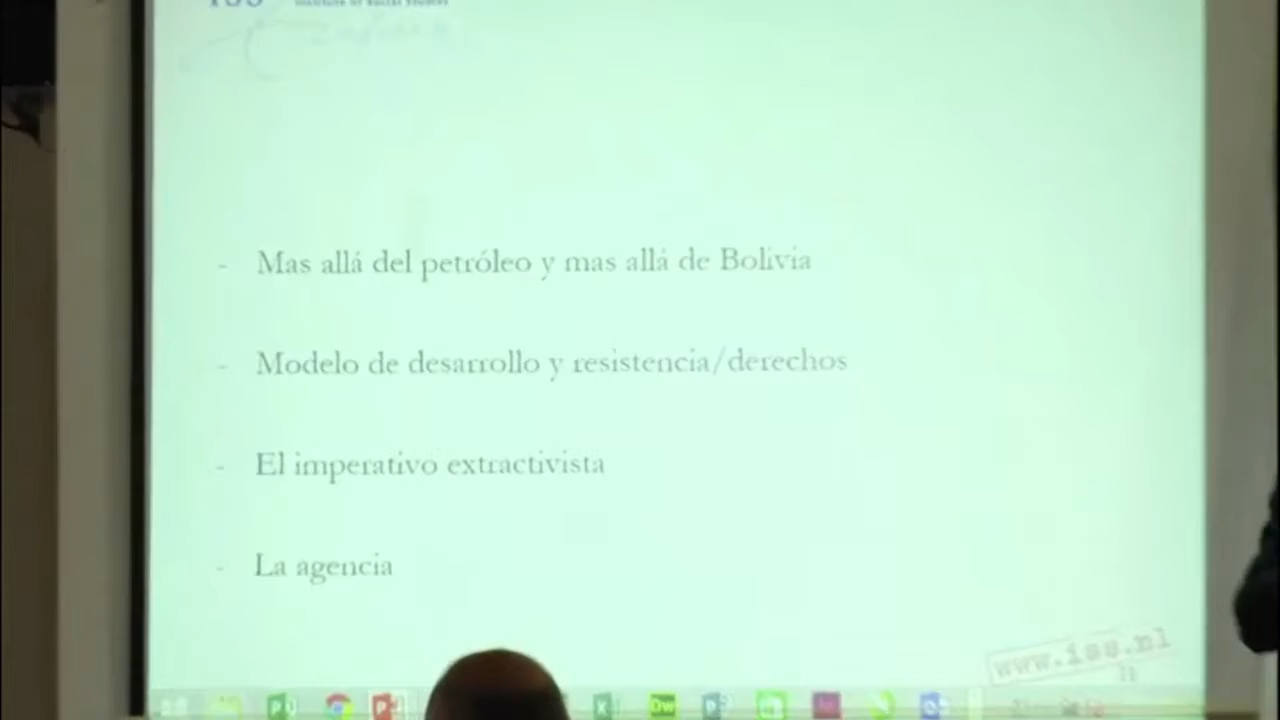 - Mas allá del petróleo y mas allá de Bolivia
- Modelo de desarrollo y resistencia/derechos
- El imperativo extractivista
- La agencia
www.iss.nl